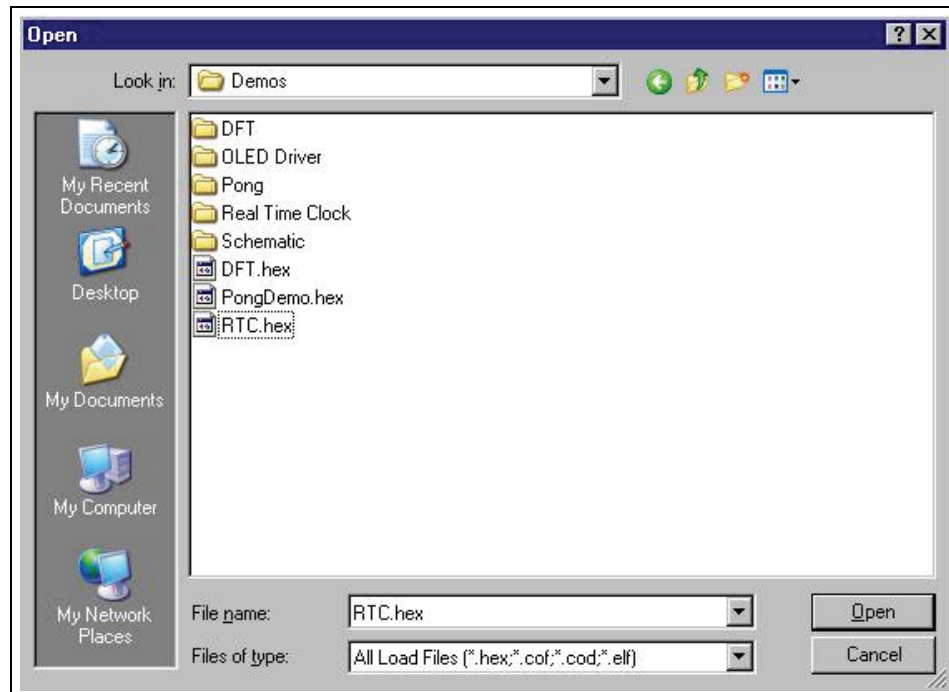 Open
Look in: Demos
My Recent
Documents
Desktop
My Documents
My Computer
My Network
Places
DFT
OLED Driver
Pong
Real Time Clock
Schematic
DFT.hex
PongDemo.hex
RTC.hex
File name: RTC.hex
Open
Files of type: All Load Files (*.hex;*.cof;*.cod;*.elf)
Cancel